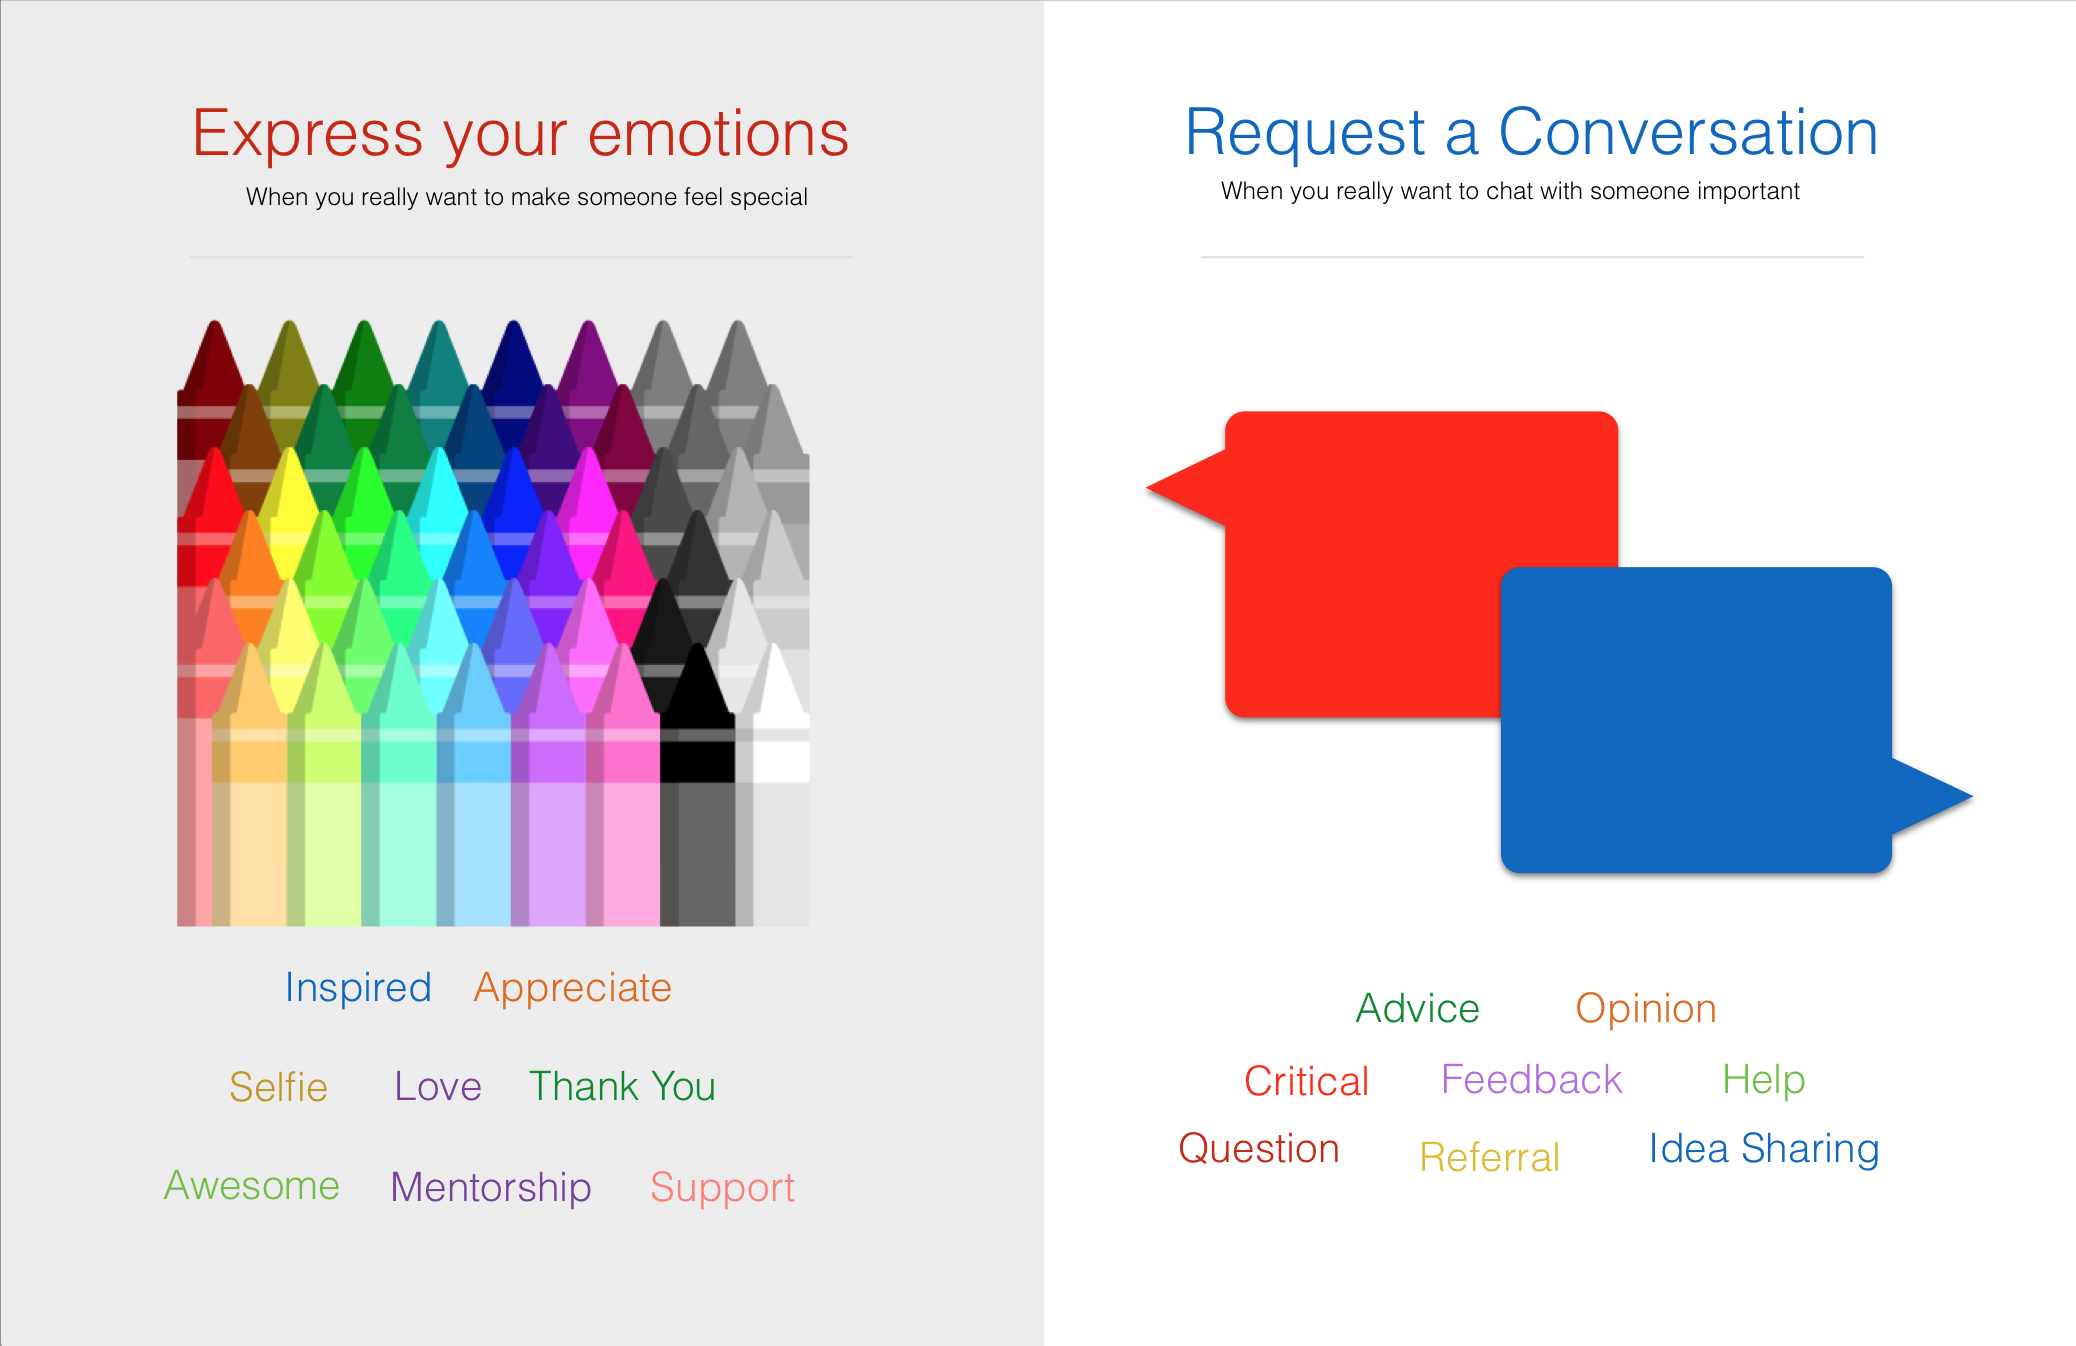 Express your emotions
When you really want to make someone feel special
Inspired Appreciate
Selfie Love Thank You
Awesome Mentorship Support
Request a Conversation
When you really want to chat with someone important
Advice Opinion
Critical Feedback Help
Question Referral Idea Sharing